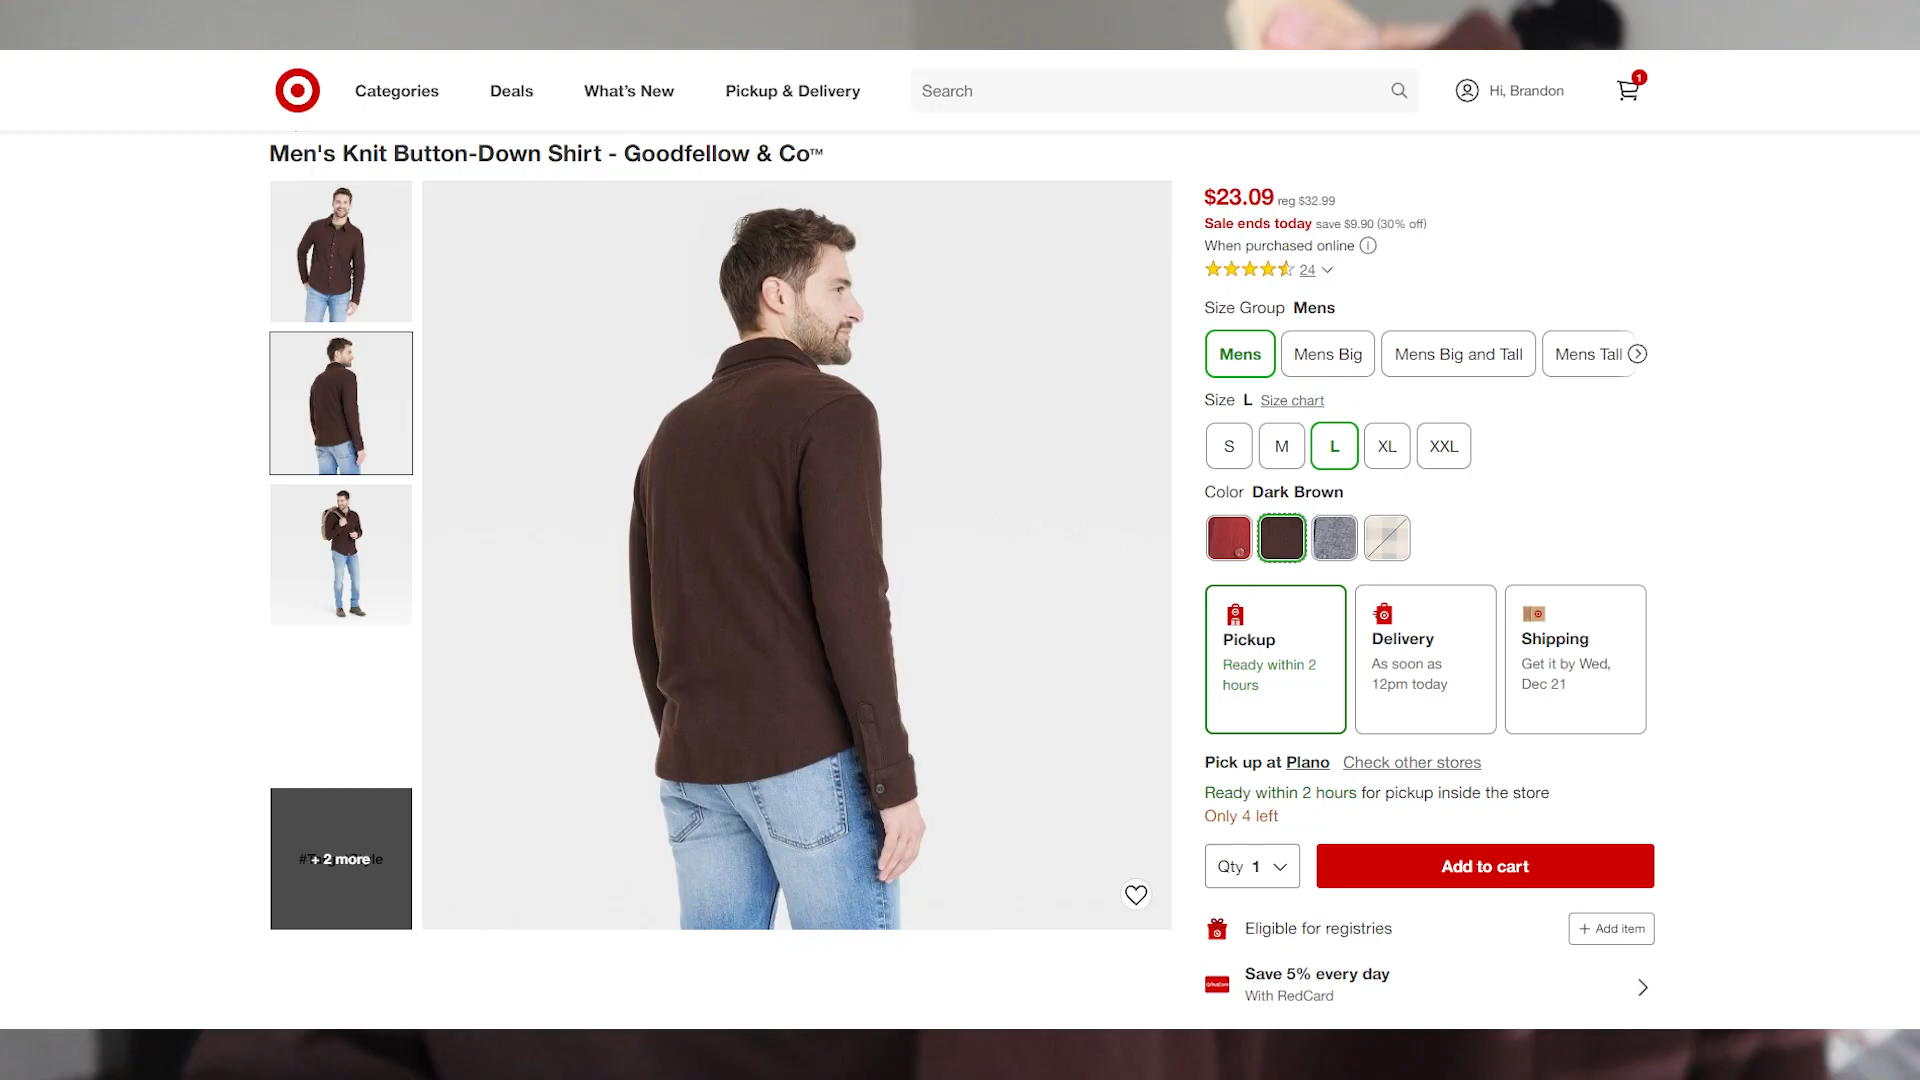 Categories
Deals
What's New
Pickup & Delivery
Search
Hi, Brandon
1
Men's Knit Button-Down Shirt - Goodfellow & Co™
+ 2 more
$23.09 reg $32.99
Sale ends today save $9.90 (30% off)
When purchased online
24
Size Group Mens
Mens
Mens Big
Mens Big and Tall
Mens Tall
Size L Size chart
S
M
L
XL
XXL
Color Dark Brown
Pickup
Ready within 2
hours
Delivery
As soon as
12pm today
Shipping
Get it by Wed,
Dec 21
Pick up at Plano Check other stores
Ready within 2 hours for pickup inside the store
Only 4 left
Qty 1
Add to cart
Eligible for registries
+ Add item
Save 5% every day
With RedCard